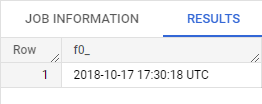 JOB INFORMATION RESULTS
Row f0_
1 2018-10-17 17:30:18 UTC